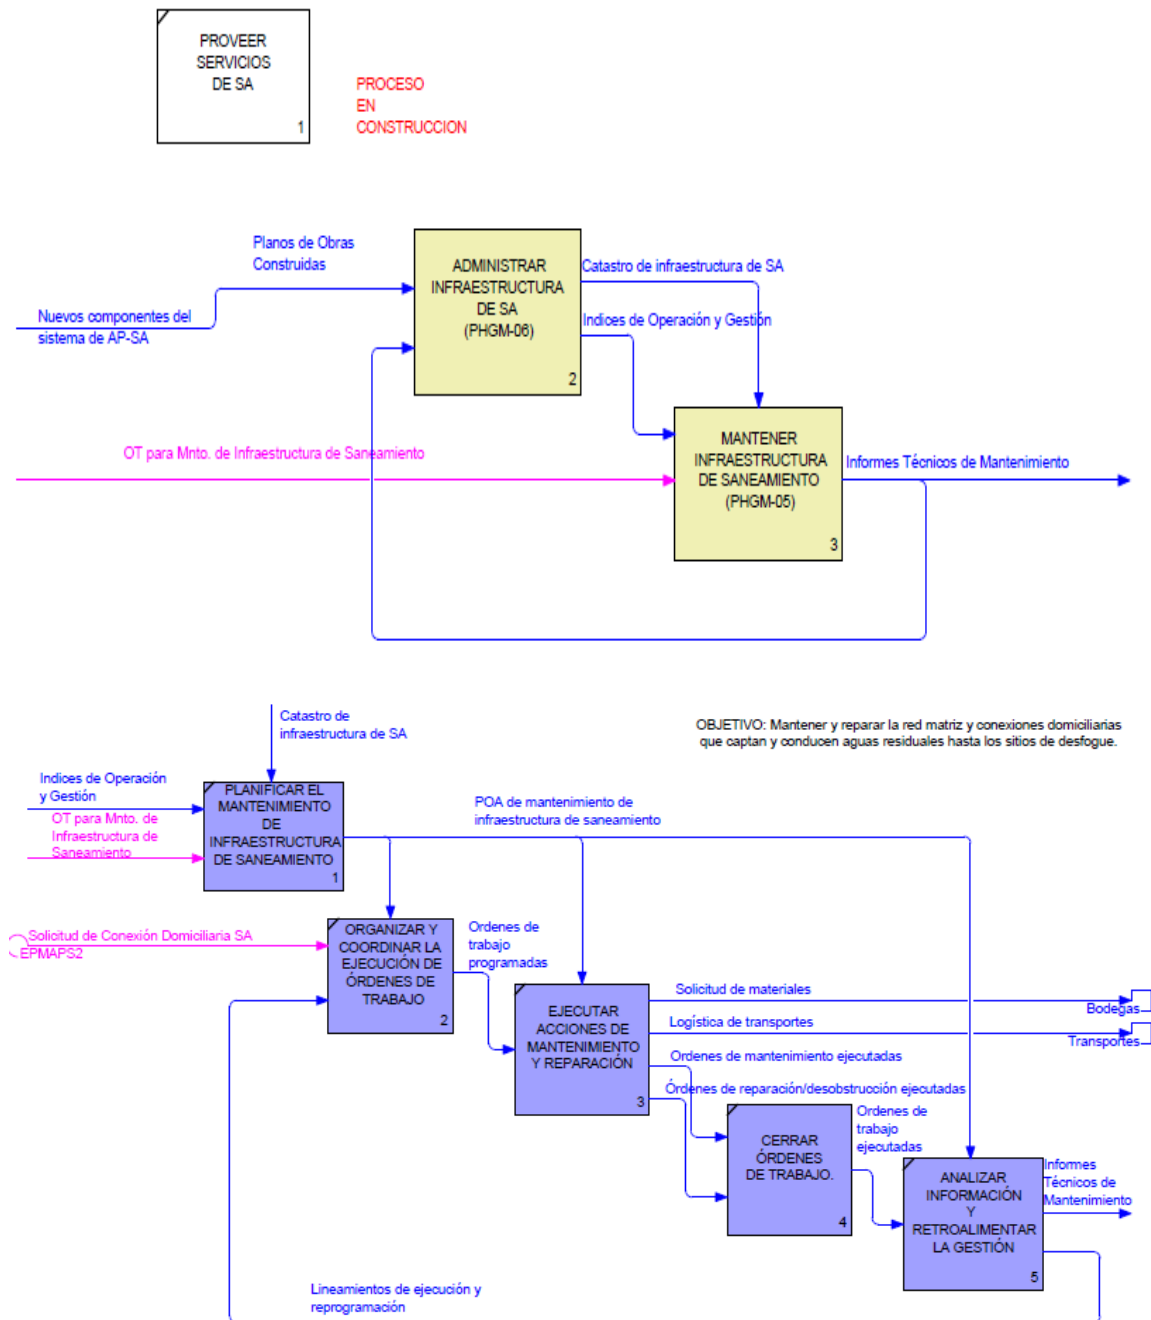 PROVEER
SERVICIOS
DE SA
1
PROCESO
EN
CONSTRUCCION
Planos de Obras
Construidas
Nuevos componentes del
sistema de AP-SA
ADMINISTRAR
INFRAESTRUCTURA
DE SA
(PHGM-06)
2
Catastro de infraestructura de SA
Indices de Operación y Gestión
OT para Mnto. de Infraestructura de Saneamiento
MANTENER
INFRAESTRUCTURA
DE SANEAMIENTO
(PHGM-05)
3
Informes Técnicos de Mantenimiento
Catastro de
infraestructura de SA
OBJETIVO: Mantener y reparar la red matriz y conexiones domiciliarias
que captan y conducen aguas residuales hasta los sitios de desfogue.
Indices de Operación
y Gestión
OT para Mnto. de
Infraestructura de
Saneamiento
PLANIFICAR EL
MANTENIMIENTO
DE
INFRAESTRUCTURA
DE SANEAMIENTO
1
POA de mantenimiento de
infraestructura de saneamiento
Solicitud de Conexión Domiciliaria SA
EPMAPS2
ORGANIZAR Y
COORDINAR LA
EJECUCIÓN DE
ÓRDENES DE
TRABAJO
2
Ordenes de
trabajo
programadas
EJECUTAR
ACCIONES DE
MANTENIMIENTO
Y REPARACIÓN
3
Solicitud de materiales
Bodegas
Logística de transportes
Transportes
Ordenes de mantenimiento ejecutadas
Órdenes de reparación/desobstrucción ejecutadas
CERRAR
ÓRDENES
DE TRABAJO.
4
Ordenes de
trabajo
ejecutadas
ANALIZAR
INFORMACIÓN
Y
RETROALIMENTAR
LA GESTIÓN
5
Informes
Técnicos de
Mantenimiento
Lineamientos de ejecución y
reprogramación